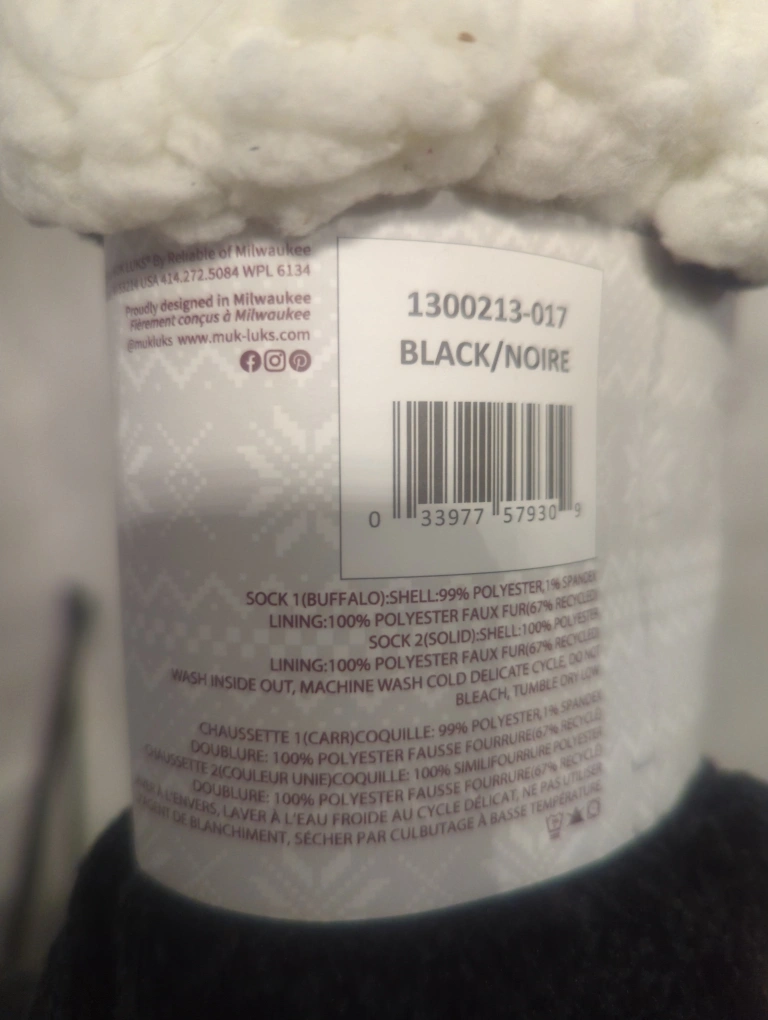 By Reliable of Milwaukee
USA 414.272.5084 WPL 6134
Proudly designed in Milwaukee
Fièrement conçus à Milwaukee
@mukluks www.muk-luks.com
1300213-017
BLACK/NOIRE
0 33977 57930 9
SOCK 1(BUFFALO):SHELL:99% POLYESTER,1% SPANDEX
LINING:100% POLYESTER FAUX FUR(67% RECYCLED)
SOCK 2(SOLID):SHELL:100% POLYESTER
LINING:100% POLYESTER FAUX FUR(67% RECYCLED)
WASH INSIDE OUT, MACHINE WASH COLD DELICATE CYCLE, DO NOT
BLEACH, TUMBLE DRY LOW
CHAUSSETTE 1(CARR)COQUILLE: 99% POLYESTER,1% SPANDEX
DOUBLURE: 100% POLYESTER FAUSSE FOURRURE(67% RECYCLÉ)
CHAUSSETTE 2(COULEUR UNIE)COQUILLE: 100% SIMILIFOURRURE POLYESTER
DOUBLURE: 100% POLYESTER FAUSSE FOURRURE(67% RECYCLÉ)
À L'ENVERS, LAVER À L'EAU FROIDE AU CYCLE DÉLICAT, NE PAS UTILISER
DE BLANCHIMENT, SÉCHER PAR CULBUTAGE À BASSE TEMPÉRATURE